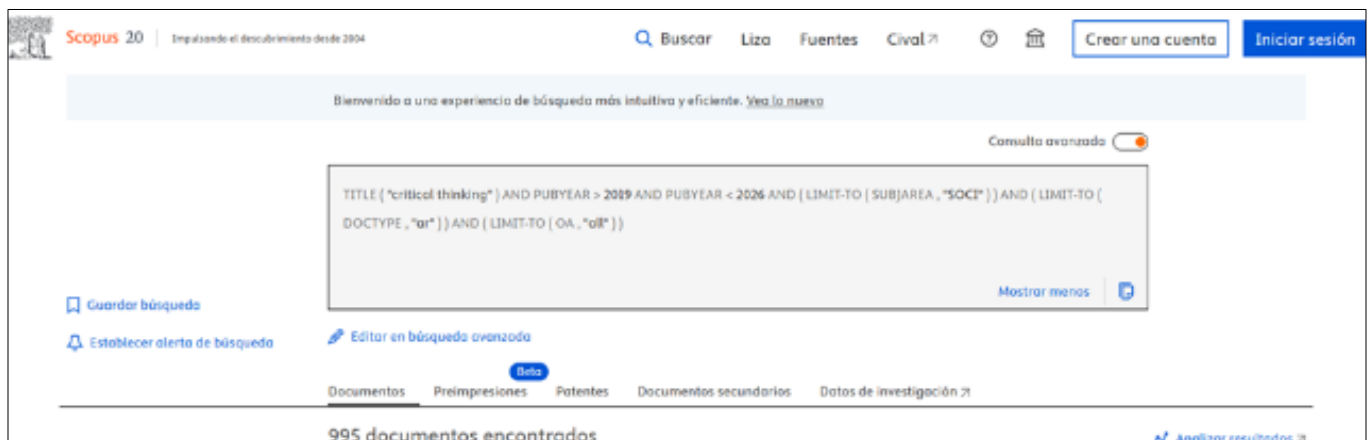 Scopus 20 Impulsando el descubrimiento desde 2004 Buscar Liza Fuentes Cival Crear una cuenta Iniciar sesión
Bienvenido a una experiencia de búsqueda más intuitiva y eficiente. Vea lo nuevo
Consulta avanzada
TITLE ( "critical thinking" ) AND PUBYEAR > 2019 AND PUBYEAR < 2026 AND ( LIMIT-TO ( SUBJAREA , "SOCI" ) ) AND ( LIMIT-TO (
DOCTYPE , "ar" ) ) AND ( LIMIT-TO ( OA , "all" ) )
Mostrar menos
Guardar búsqueda
Establecer alerta de búsqueda
Editar en búsqueda avanzada
Beta
Documentos Preimpresiones Patentes Documentos secundarios Datos de investigación
995 documentos encontrados
Analizar resultados